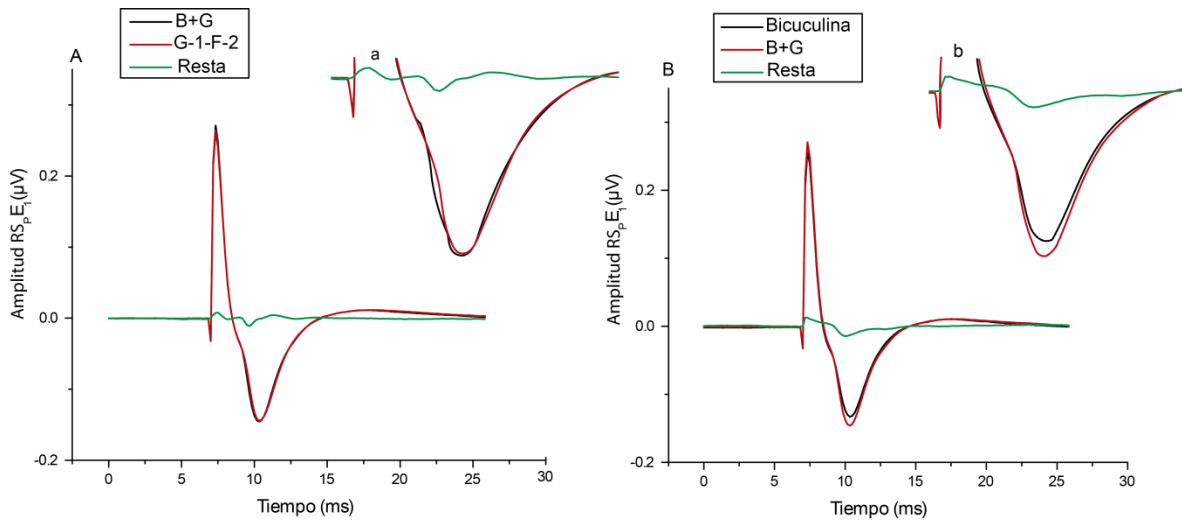 B+G
G-1-F-2
Resta
A
a
0.2
0.0
-0.2
Amplitud RS_PE_1(µV)
0 5 10 15 20 25 30
Tiempo (ms)
Bicuculina
B+G
Resta
B
b
0.2
0.0
-0.2
Amplitud RS_PE_1(µV)
0 5 10 15 20 25 30
Tiempo (ms)